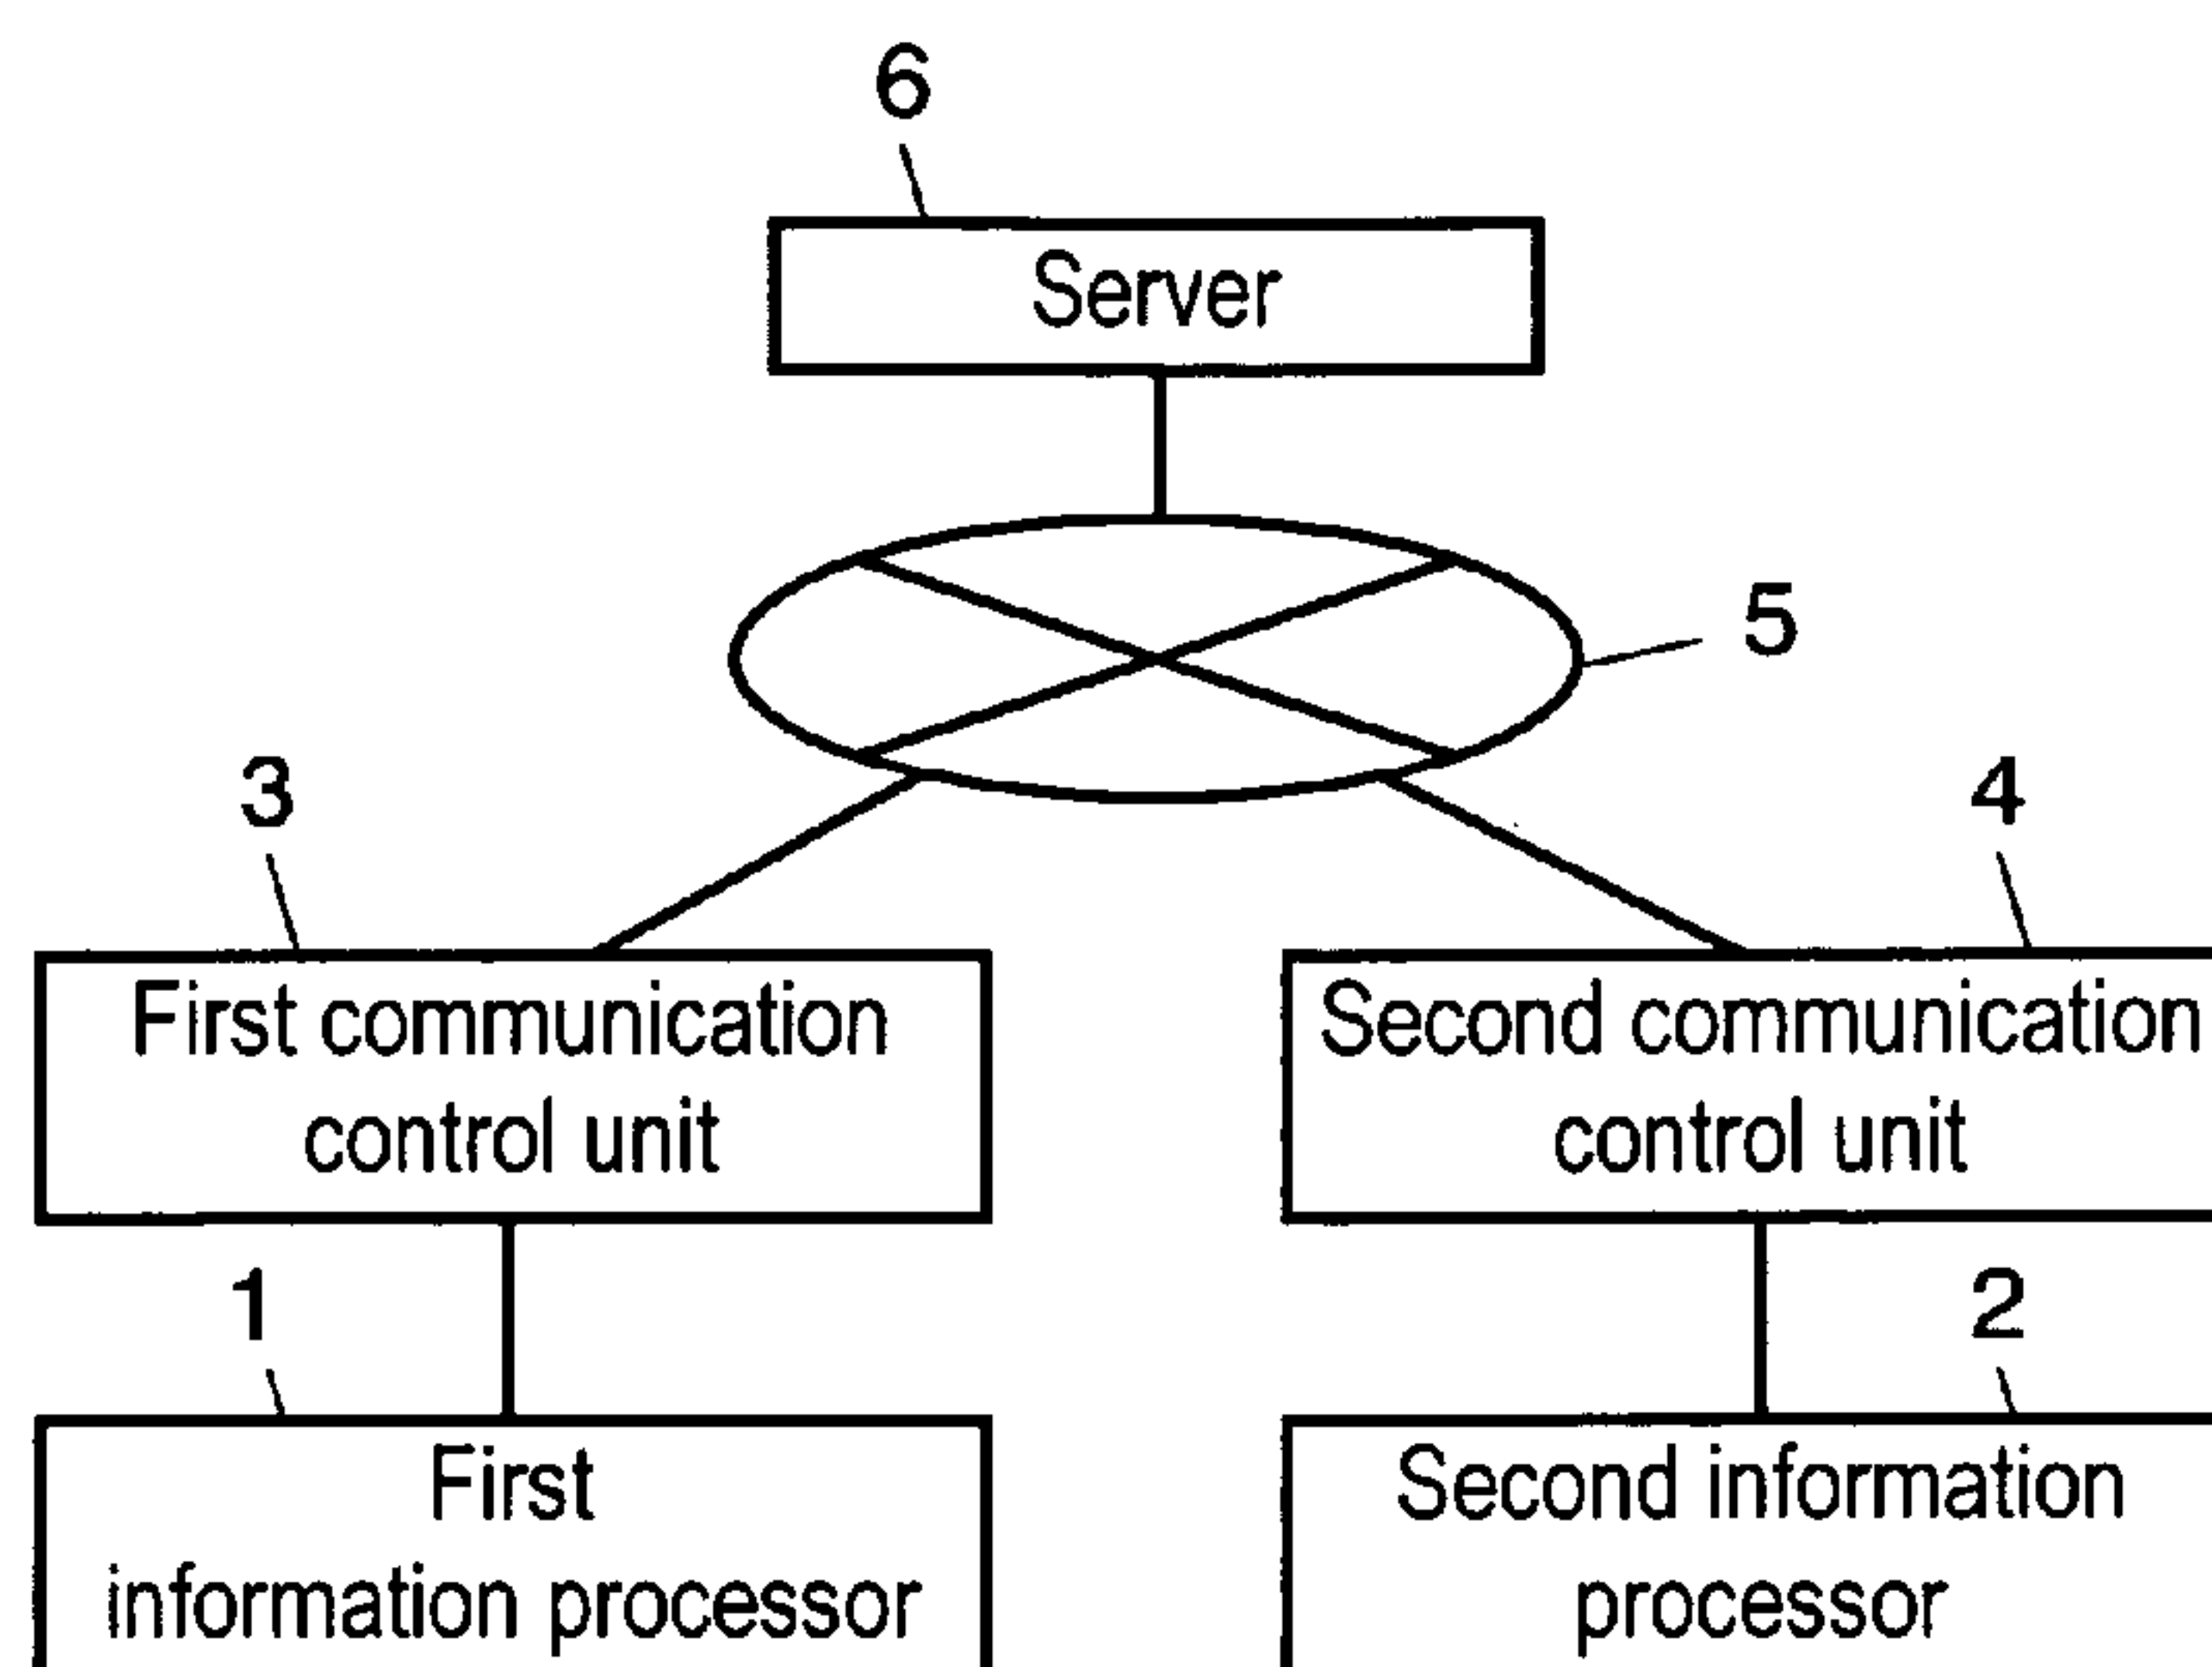 6
Server
5
3
4
First communication
control unit
Second communication
control unit
1
2
First
information processor
Second information
processor